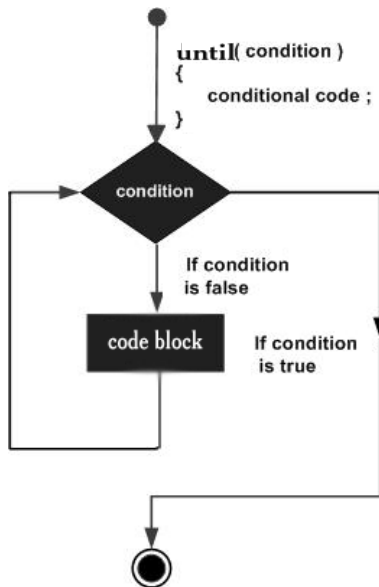 until( condition )
{
conditional code ;
}
condition
If condition
is false
code block
If condition
is true